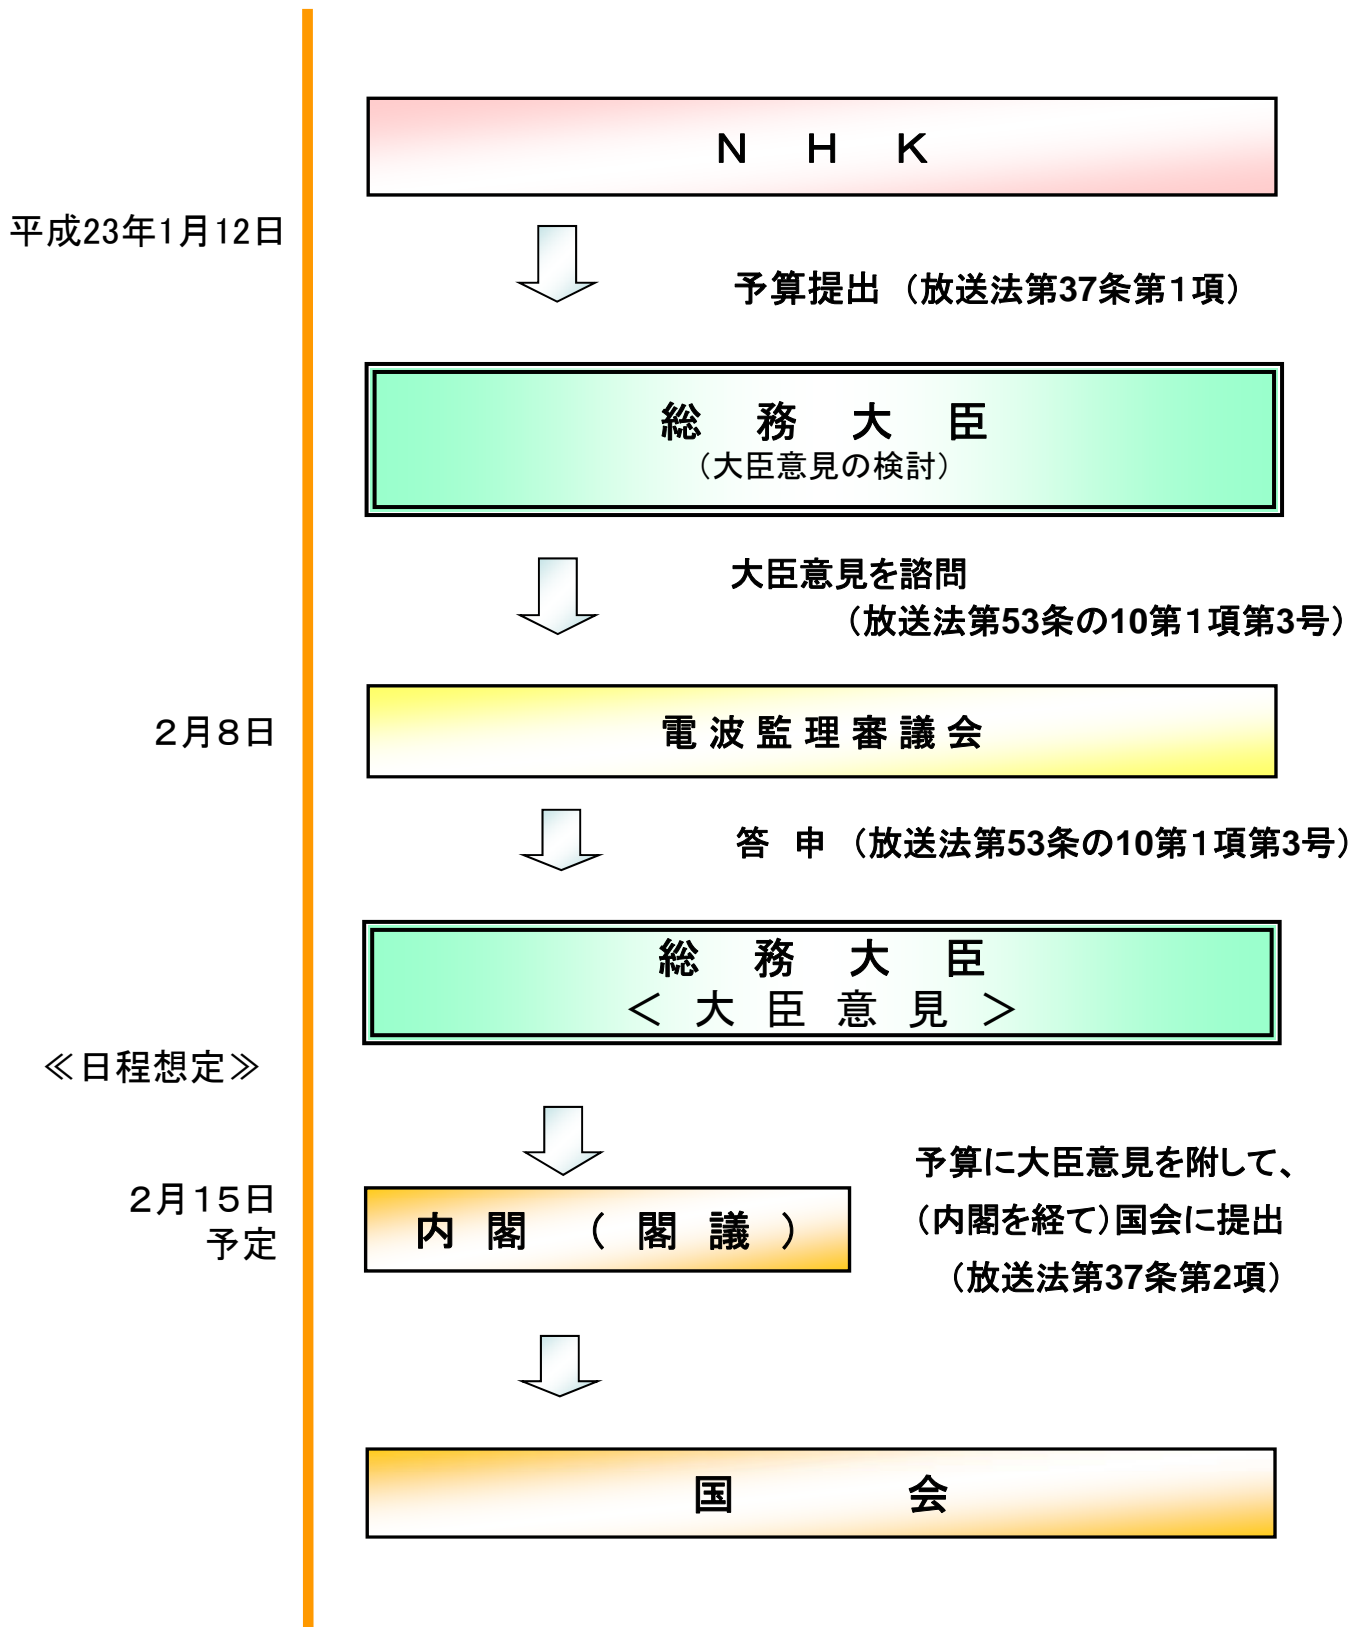 ＮＨＫ
平成23年1月12日
予算提出（放送法第37条第１項）
総務大臣
（大臣意見の検討）
大臣意見を諮問
（放送法第53条の10第１項第3号）
２月８日
電波監理審議会
答申（放送法第53条の10第１項第3号）
総務大臣
＜大臣意見＞
≪日程想定≫
予算に大臣意見を附して、
２月１５日
予定
内閣（閣議）
（内閣を経て）国会に提出
（放送法第37条第2項）
国会